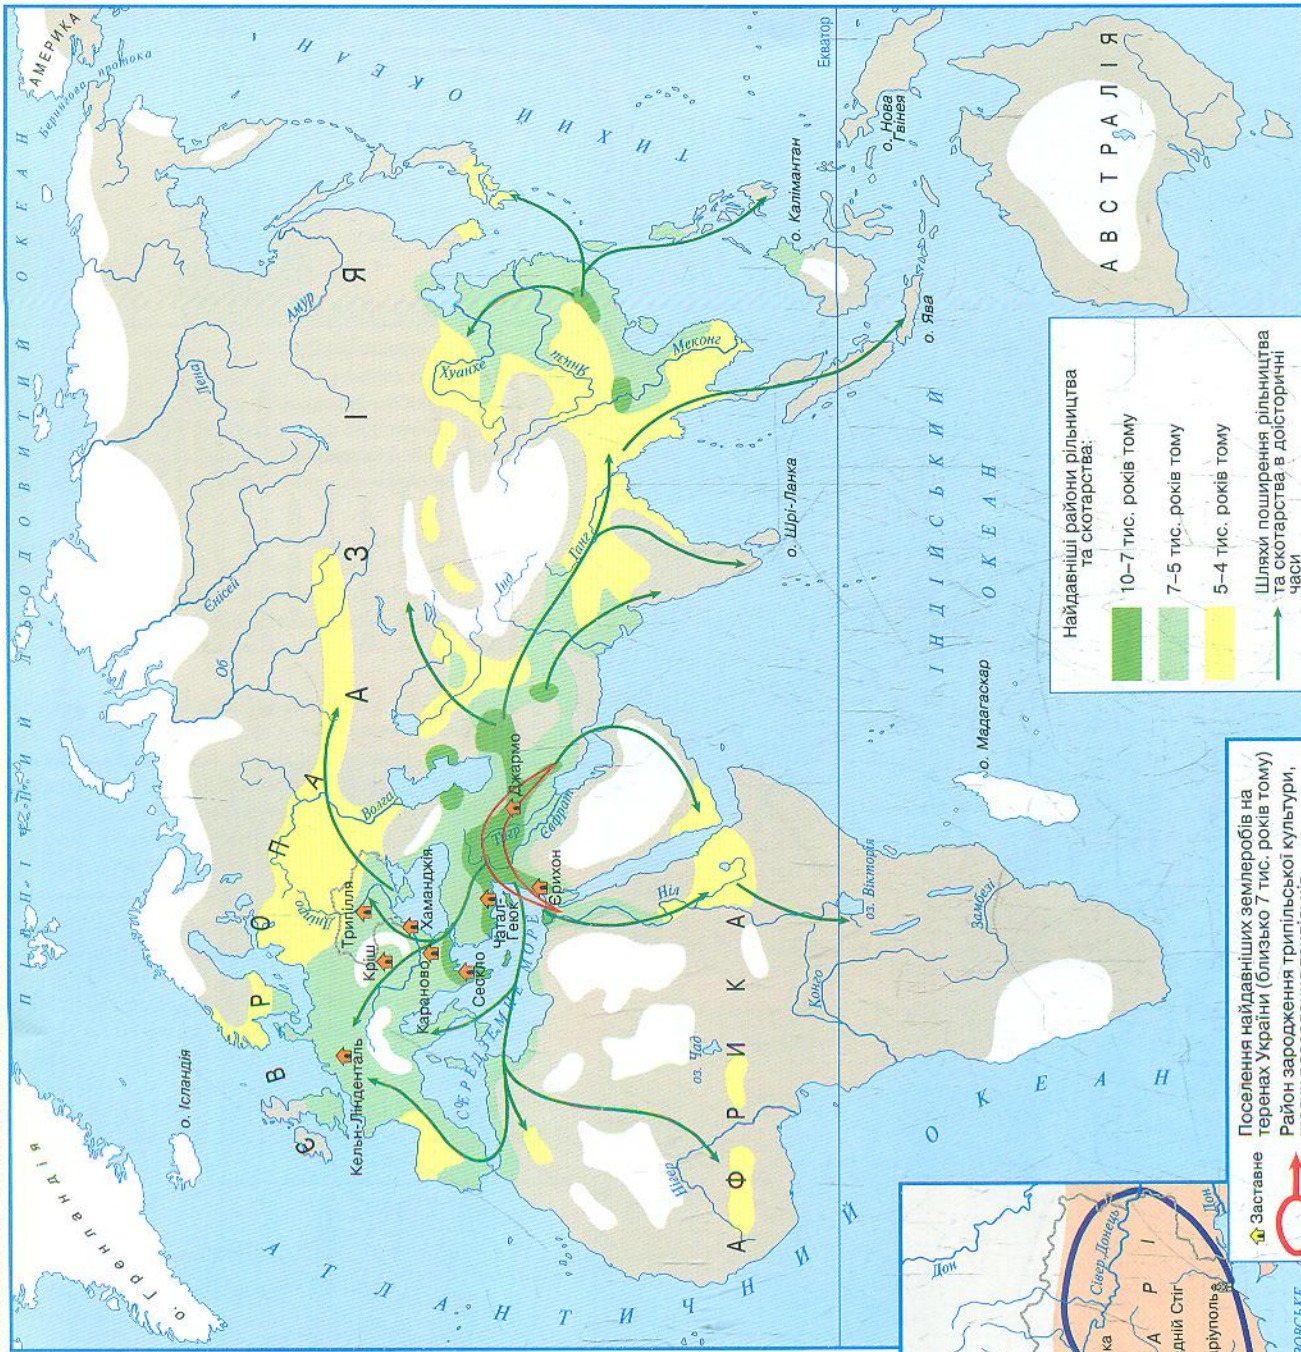 ПІВНІЧНИЙ ЛЬОДОВИТИЙ ОКЕАН
АМЕРИКА
Берингова протока
о. Гренландія
о. Ісландія
ТИХИЙ ОКЕАН
АТЛАНТИЧНИЙ ОКЕАН
ІНДІЙСЬКИЙ
ОКЕАН
ЄВРОПА
АЗІЯ
АФРИКА
АВСТРАЛІЯ
Екватор
Об
Єнісей
Лена
Амур
Хуанхе
Янцзи
Меконг
Ганг
Інд
Волга
Дніпро
Тигр
Євфрат
Ніл
Нігер
Конго
Замбезі
оз. Чад
оз. Вікторія
СЕРЕДЗЕМНЕ МОРЕ
Трипілля
Кріш
Хаманджія
Караново
Сескло
Чатал-
Геюк
Джармо
Єрихон
Кельн-Лінденталь
о. Калімантан
о. Нова
Гвінея
о. Ява
о. Шрі-Ланка
о. Мадагаскар
Найдавніші райони рільництва
та скотарства:
10–7 тис. років тому
7–5 тис. років тому
5–4 тис. років тому
Шляхи поширення рільництва
та скотарства в доісторичні
часи
Заставне
Поселення найдавніших землеробів на
теренах України (близько 7 тис. років тому)
Район зародження трипільської культури,
Дон
Сівер. Донець
Дон
дній Стіг
аріуполь